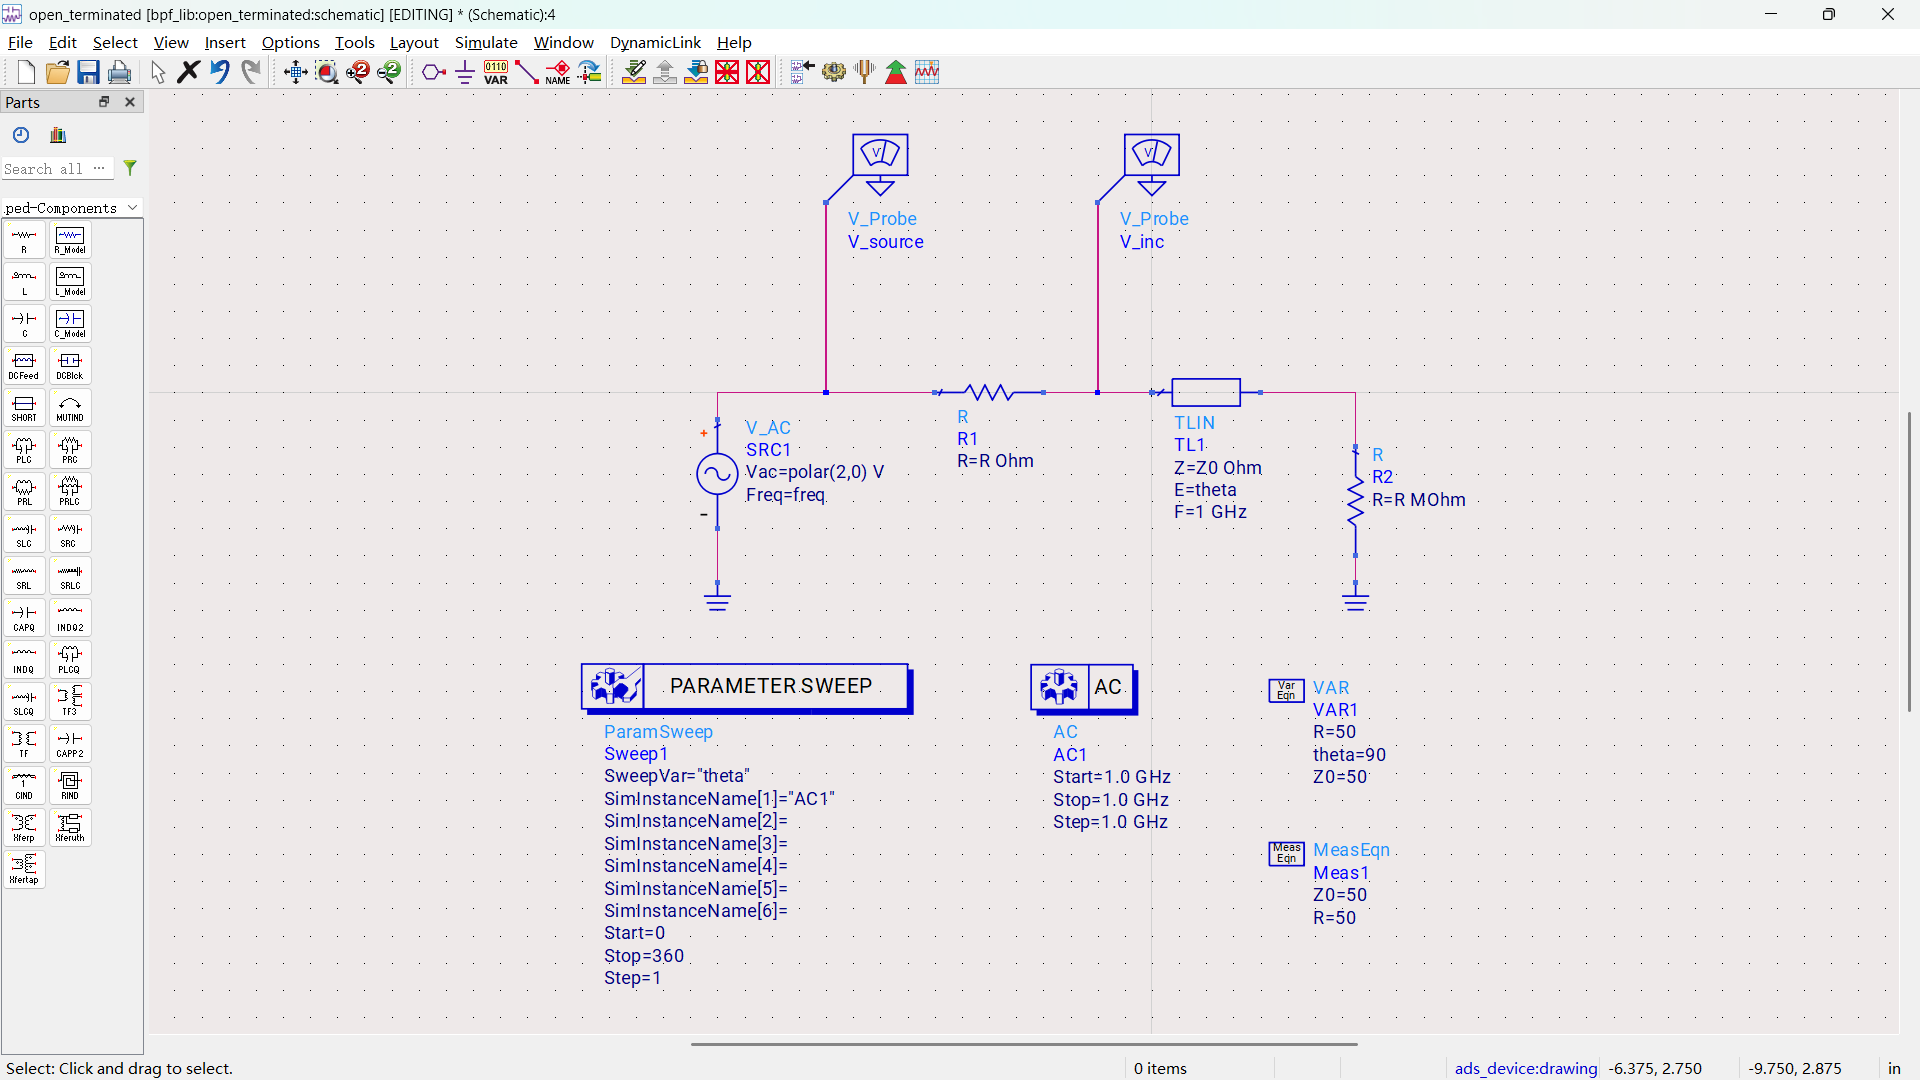 open_terminated [bpf_lib:open_terminated:schematic] [EDITING] * (Schematic):4
File Edit Select View Insert Options Tools Layout Simulate Window DynamicLink Help
0110 VAR NAME
Parts
Search all ...
.ped-Components
R R_Model
L L_Model
C C_Model
DCFeed DCBlck
SHORT MUTIND
PLC PRC
PRL PRLC
SLC SRC
SRL SRLC
CAPQ INDQ2
INDQ PLCQ
SLCQ TF3
TF CAPP2
CIND RIND
Xferp Xferuth
Xfertap
V
V_Probe
V_source
V
V_Probe
V_inc
+
-
V_AC
SRC1
Vac=polar(2,0) V
Freq=freq
R
R1
R=R Ohm
TLIN
TL1
Z=Z0 Ohm
E=theta
F=1 GHz
R
R2
R=R MOhm
PARAMETER SWEEP
ParamSweep
Sweep1
SweepVar="theta"
SimInstanceName[1]="AC1"
SimInstanceName[2]=
SimInstanceName[3]=
SimInstanceName[4]=
SimInstanceName[5]=
SimInstanceName[6]=
Start=0
Stop=360
Step=1
AC
AC
AC1
Start=1.0 GHz
Stop=1.0 GHz
Step=1.0 GHz
Var
Eqn
VAR
VAR1
R=50
theta=90
Z0=50
Meas
Eqn
MeasEqn
Meas1
Z0=50
R=50
Select: Click and drag to select.
0 items
ads_device:drawing
-6.375, 2.750
-9.750, 2.875
in